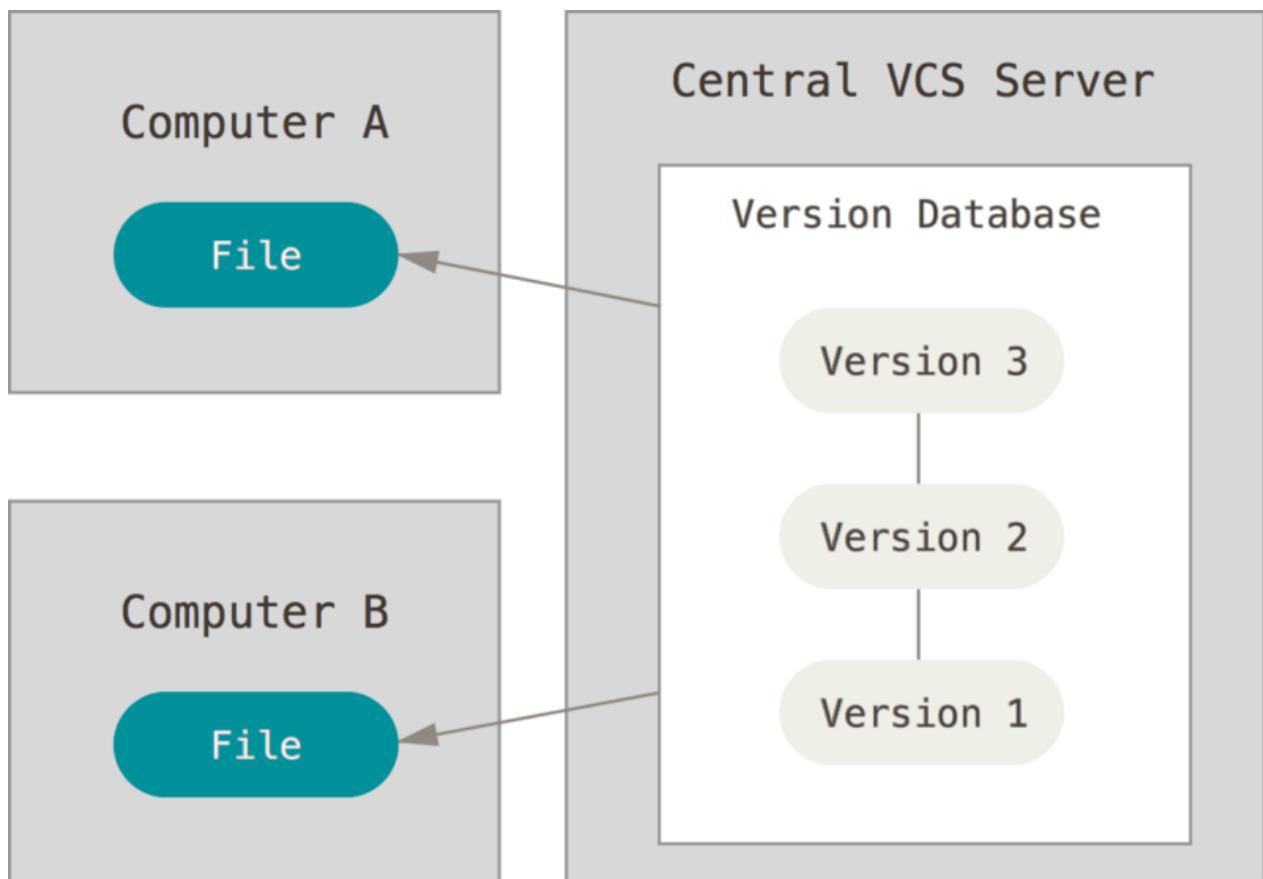 Computer A
File
Computer B
File
Central VCS Server
Version Database
Version 3
Version 2
Version 1